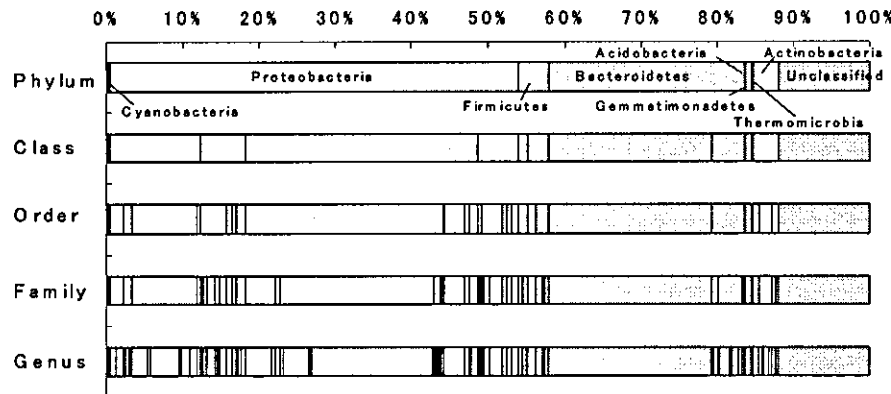 0% 20% 40% 60% 80% 100%
10% 30% 50% 70% 90%
Acidobacteria Actinobacteria
Phylum Proteobacteria Bacteroidetes Unclassified
Cyanobacteria Firmicutes Gemmetimonadetes
Thermomicrobia
Class
Order
Family
Genus